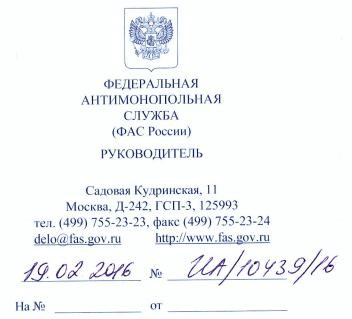 ФЕДЕРАЛЬНАЯ
АНТИМОНОПОЛЬНАЯ
СЛУЖБА
(ФАС России)
РУКОВОДИТЕЛЬ
Садовая Кудринская, 11
Москва, Д-242, ГСП-3, 125993
тел. (499) 755-23-23, факс (499) 755-23-24
delo@fas.gov.ru http://www.fas.gov.ru
19.02 2016 № ИА/10439/16
На № от